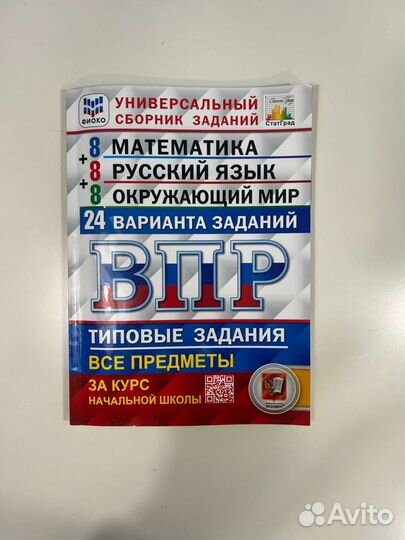 УНИВЕРСАЛЬНЫЙ
СБОРНИК ЗАДАНИЙ
ФИОКО
СтатГрад
8 МАТЕМАТИКА
+
8 РУССКИЙ ЯЗЫК
+
8 ОКРУЖАЮЩИЙ МИР
24 ВАРИАНТА ЗАДАНИЙ
ВПР
ТИПОВЫЕ ЗАДАНИЯ
ВСЕ ПРЕДМЕТЫ
ЗА КУРС
НАЧАЛЬНОЙ ШКОЛЫ
Avito